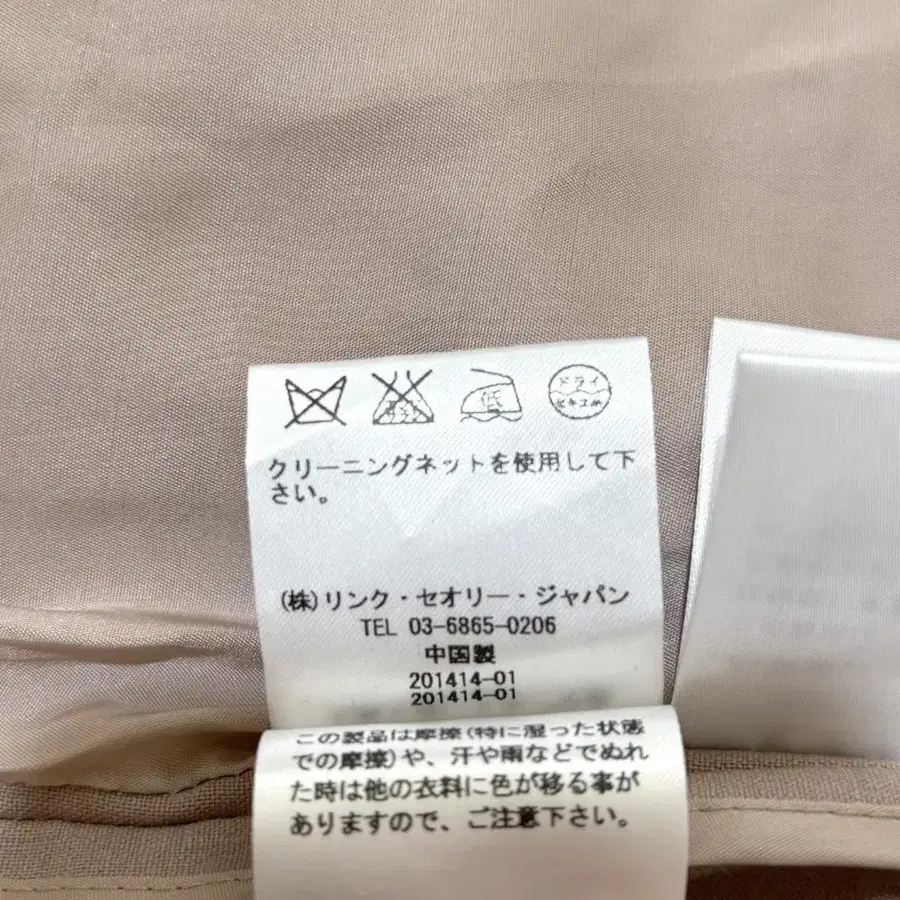 低
ドライ
セキユ系
クリーニングネットを使用して下
さい。
(株)リンク・セオリー・ジャパン
TEL 03-6865-0206
中国製
201414-01
201414-01
この製品は摩擦(特に湿った状態
での摩擦)や、汗や雨などでぬれ
た時は他の衣料に色が移る事が
ありますので、ご注意下さい。